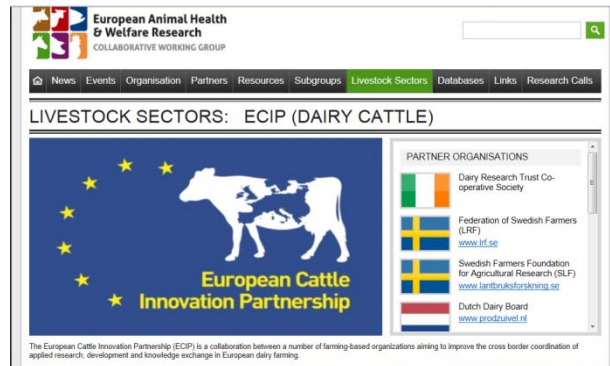 European Animal Health
& Welfare Research
COLLABORATIVE WORKING GROUP
News Events Organisation Partners Resources Subgroups Livestock Sectors Databases Links Research Calls
LIVESTOCK SECTORS: ECIP (DAIRY CATTLE)
European Cattle
Innovation Partnership
PARTNER ORGANISATIONS
Dairy Research Trust Co-
operative Society
Federation of Swedish Farmers
(LRF)
www.lrf.se
Swedish Farmers Foundation
for Agricultural Research (SLF)
www.lantbruksforskning.se
Dutch Dairy Board
www.prodzuivel.nl
The European Cattle Innovation Partnership (ECIP) is a collaboration between a number of farming-based organizations aiming to improve the cross border coordination of
applied research, development and knowledge exchange in European dairy farming.